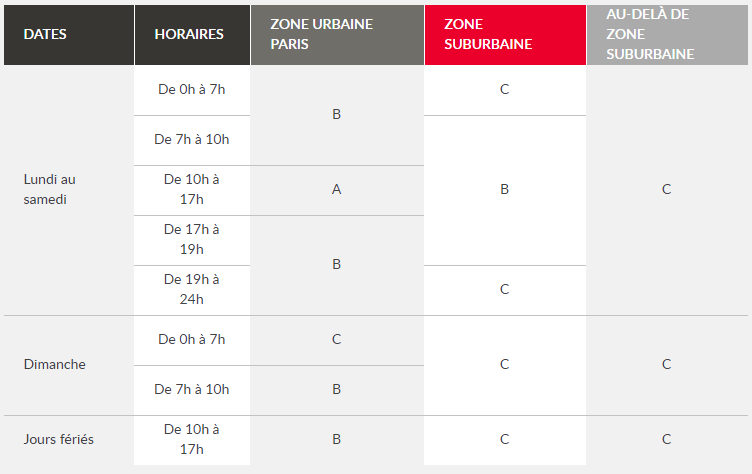 DATES
HORAIRES
ZONE URBAINE
PARIS
ZONE
SUBURBAINE
AU-DELÀ DE
ZONE
SUBURBAINE
Lundi au
samedi
De 0h à 7h
B
C
C
De 7h à 10h
B
De 10h à
17h
A
De 17h à
19h
B
De 19h à
24h
C
Dimanche
De 0h à 7h
C
C
C
De 7h à 10h
B
Jours fériés
De 10h à
17h
B
C
C